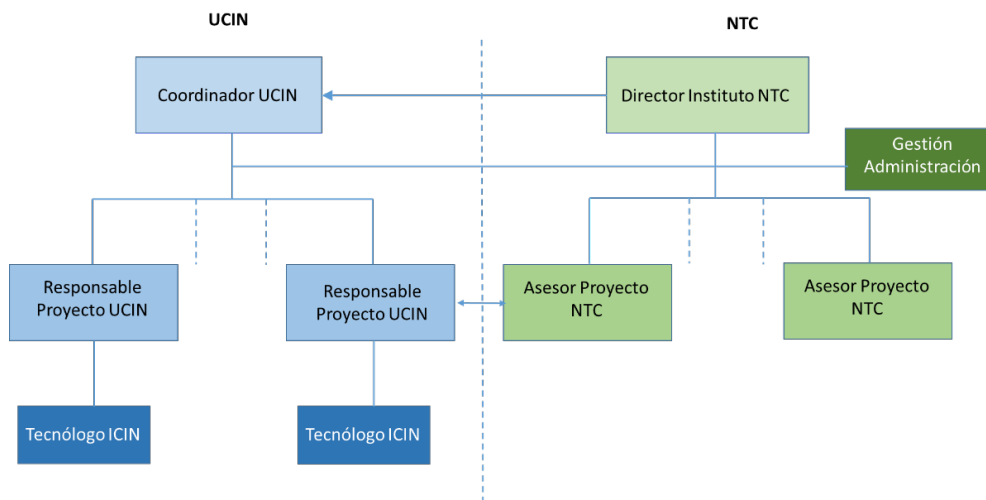 UCIN
NTC
Coordinador UCIN
Director Instituto NTC
Gestión
Administración
Responsable
Proyecto UCIN
Responsable
Proyecto UCIN
Asesor Proyecto
NTC
Asesor Proyecto
NTC
Tecnólogo ICIN
Tecnólogo ICIN